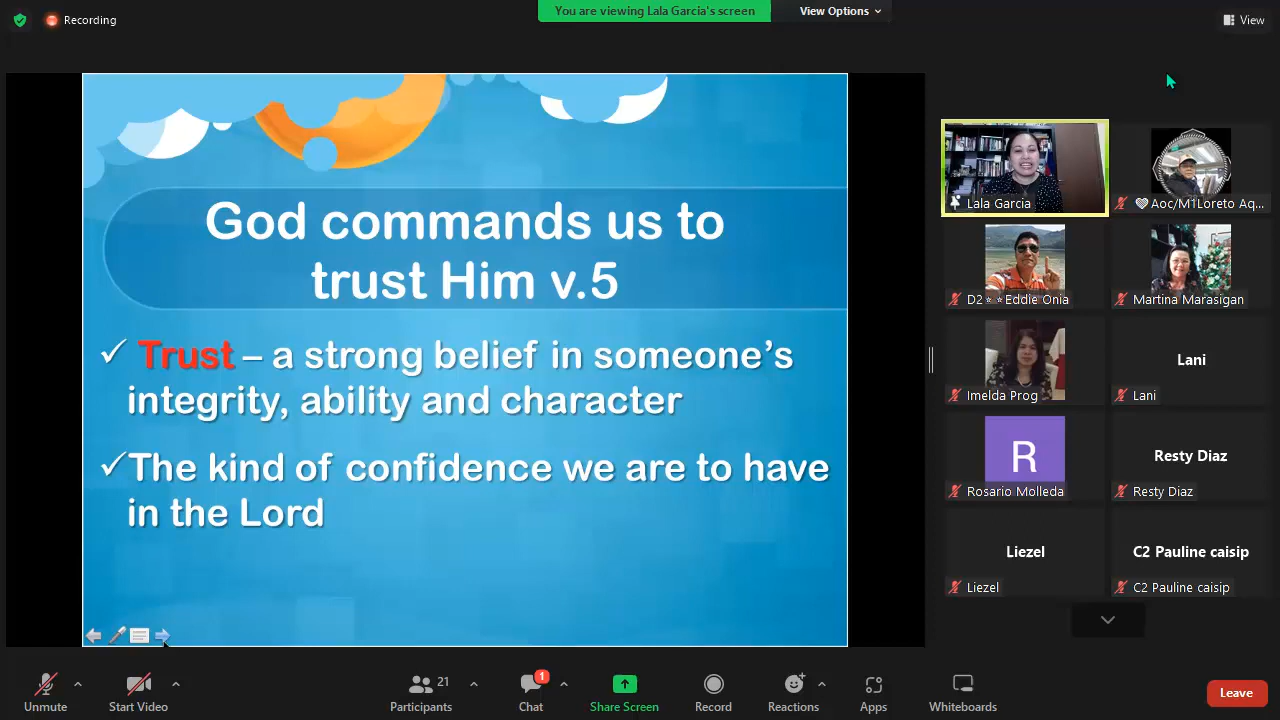 Recording
You are viewing Lala Garcia's screen
View Options
View
God commands us to
trust Him v.5
✓ Trust – a strong belief in someone's
integrity, ability and character
✓The kind of confidence we are to have
in the Lord
Lala Garcia
Aoc/M1Loreto Aq...
D2 Eddie Onia
Martina Marasigan
Imelda Prog
Lani
Lani
R
Rosario Molleda
Resty Diaz
Resty Diaz
Liezel
Liezel
C2 Pauline caisip
C2 Pauline caisip
Unmute
Start Video
21
Participants
1
Chat
Share Screen
Record
Reactions
Apps
Whiteboards
Leave